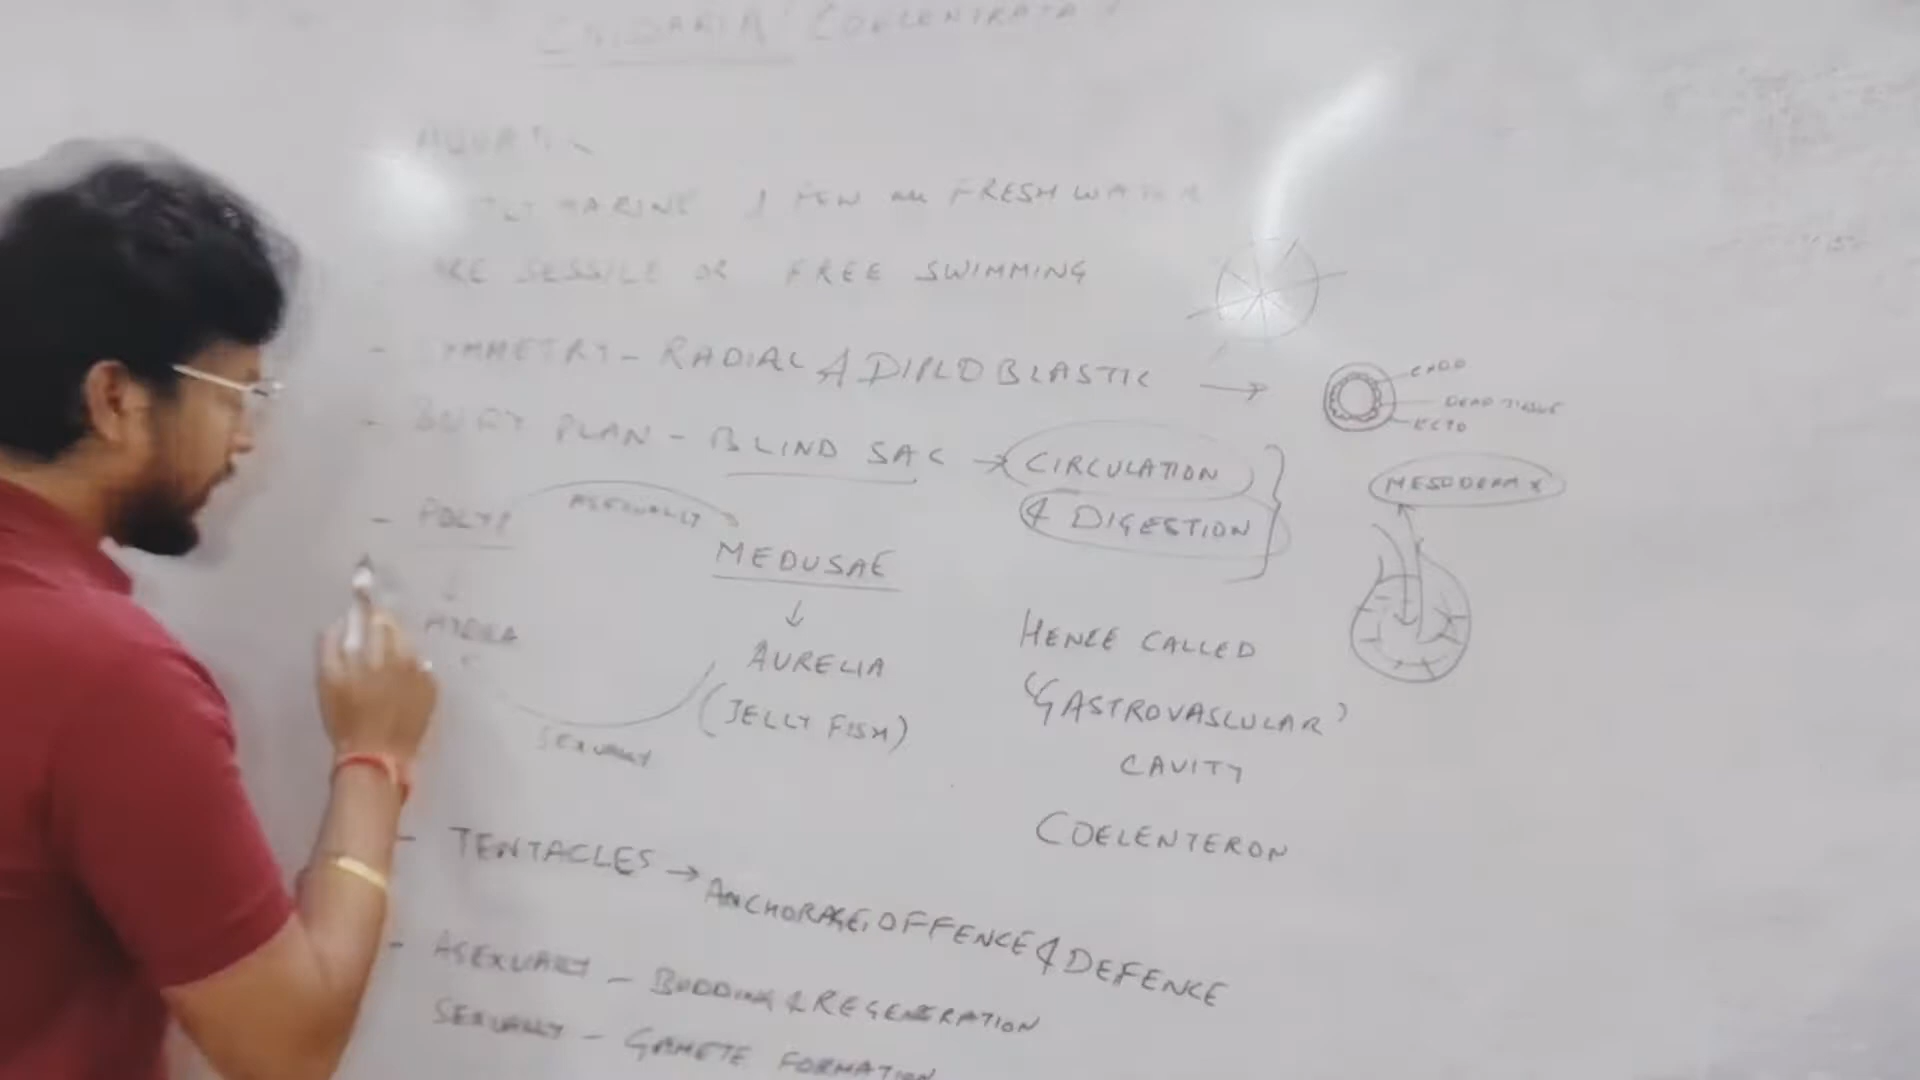 CNIDARIA / COELENTRATA
AQUATIC
MARINE & FEW are FRESH WATER
ARE SESSILE OR FREE SWIMMING
- SYMMETRY - RADIAL & DIPLOBLASTIC →
ENDO
DEAD TISSUE
ECTO
- BODY PLAN - BLIND SAC → CIRCULATION
& DIGESTION
MESODERM X
- POLYP
ASEXUALLY
MEDUSAE
↓
HYDRA
↓
AURELIA
(JELLY FISH)
SEXUALLY
HENCE CALLED
'GASTROVASCULAR'
CAVITY
COELENTERON
- TENTACLES → ANCHORAGE, OFFENCE & DEFENCE
- ASEXUALLY - BUDDING & REGENERATION
SEXUALLY - GAMETE FORMATION